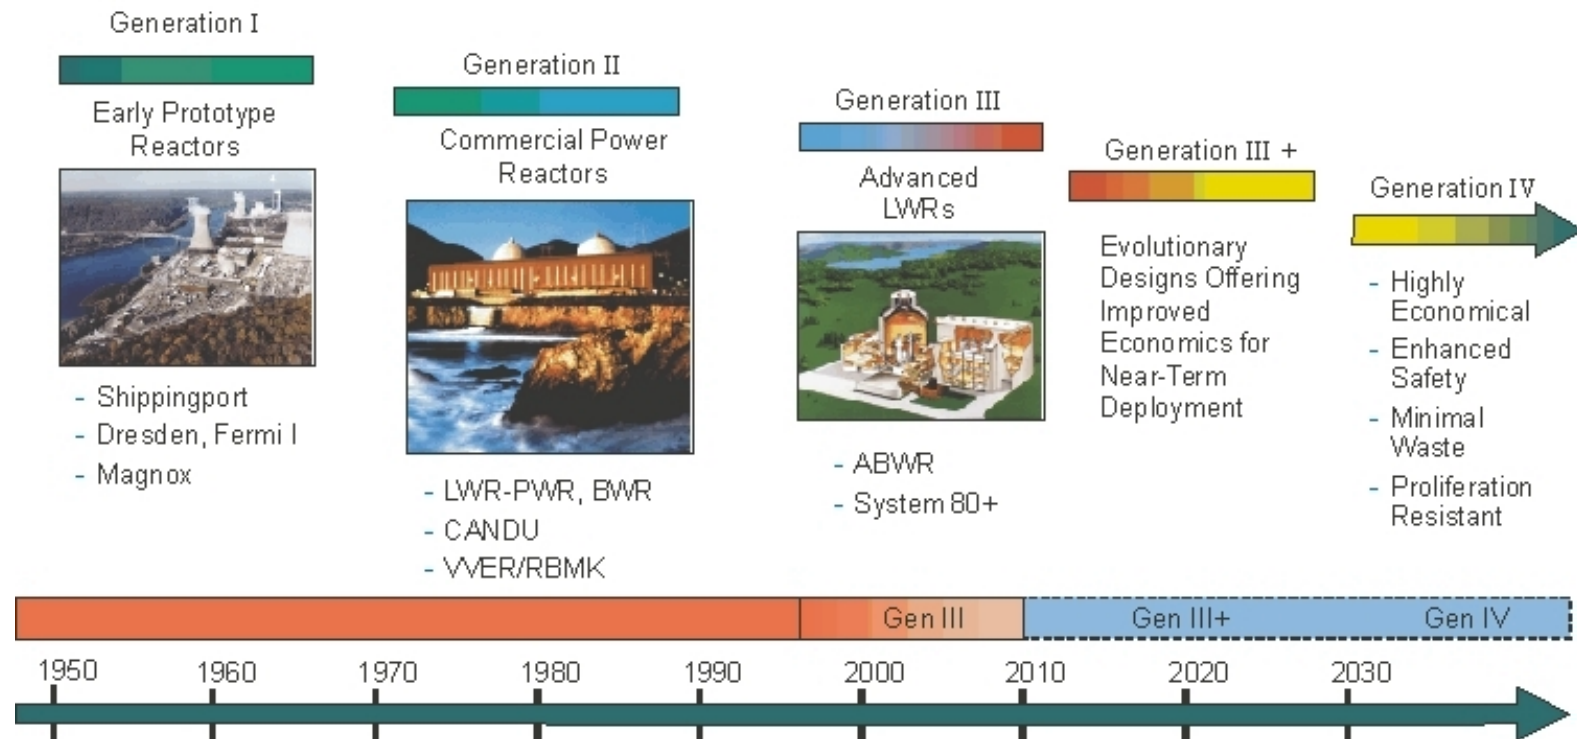 Generation I
Early Prototype
Reactors
- Shippingport
- Dresden, Fermi I
- Magnox
Generation II
Commercial Power
Reactors
- LWR-PWR, BWR
- CANDU
- VVER/RBMK
Generation III
Advanced
LWRs
- ABWR
- System 80+
Generation III +
Evolutionary
Designs Offering
Improved
Economics for
Near-Term
Deployment
Generation IV
- Highly
Economical
- Enhanced
Safety
- Minimal
Waste
- Proliferation
Resistant
Gen III Gen III+ Gen IV
1950 1960 1970 1980 1990 2000 2010 2020 2030